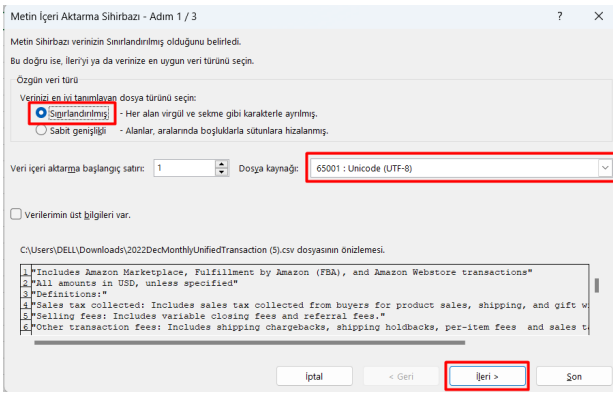 Metin İçeri Aktarma Sihirbazı - Adım 1 / 3 ? X
Metin Sihirbazı verinizin Sınırlandırılmış olduğunu belirledi.
Bu doğru ise, İleri'yi ya da verinize en uygun veri türünü seçin.
Özgün veri türü
Verinizi en iyi tanımlayan dosya türünü seçin:
Sınırlandırılmış - Her alan virgül ve sekme gibi karakterle ayrılmış.
Sabit genişlikli - Alanlar, aralarında boşluklarla sütunlara hizalanmış.
Veri içeri aktarma başlangıç satırı: 1 Dosya kaynağı: 65001 : Unicode (UTF-8)
Verilerimin üst bilgileri var.
C:\Users\DELL\Downloads\2022DecMonthlyUnifiedTransaction (5).csv dosyasının önizlemesi.
1 "Includes Amazon Marketplace, Fulfillment by Amazon (FBA), and Amazon Webstore transactions"
2 "All amounts in USD, unless specified"
3 "Definitions:"
4 "Sales tax collected: Includes sales tax collected from buyers for product sales, shipping, and gift w
5 "Selling fees: Includes variable closing fees and referral fees."
6 "Other transaction fees: Includes shipping chargebacks, shipping holdbacks, per-item fees and sales t
İptal < Geri İleri > Son